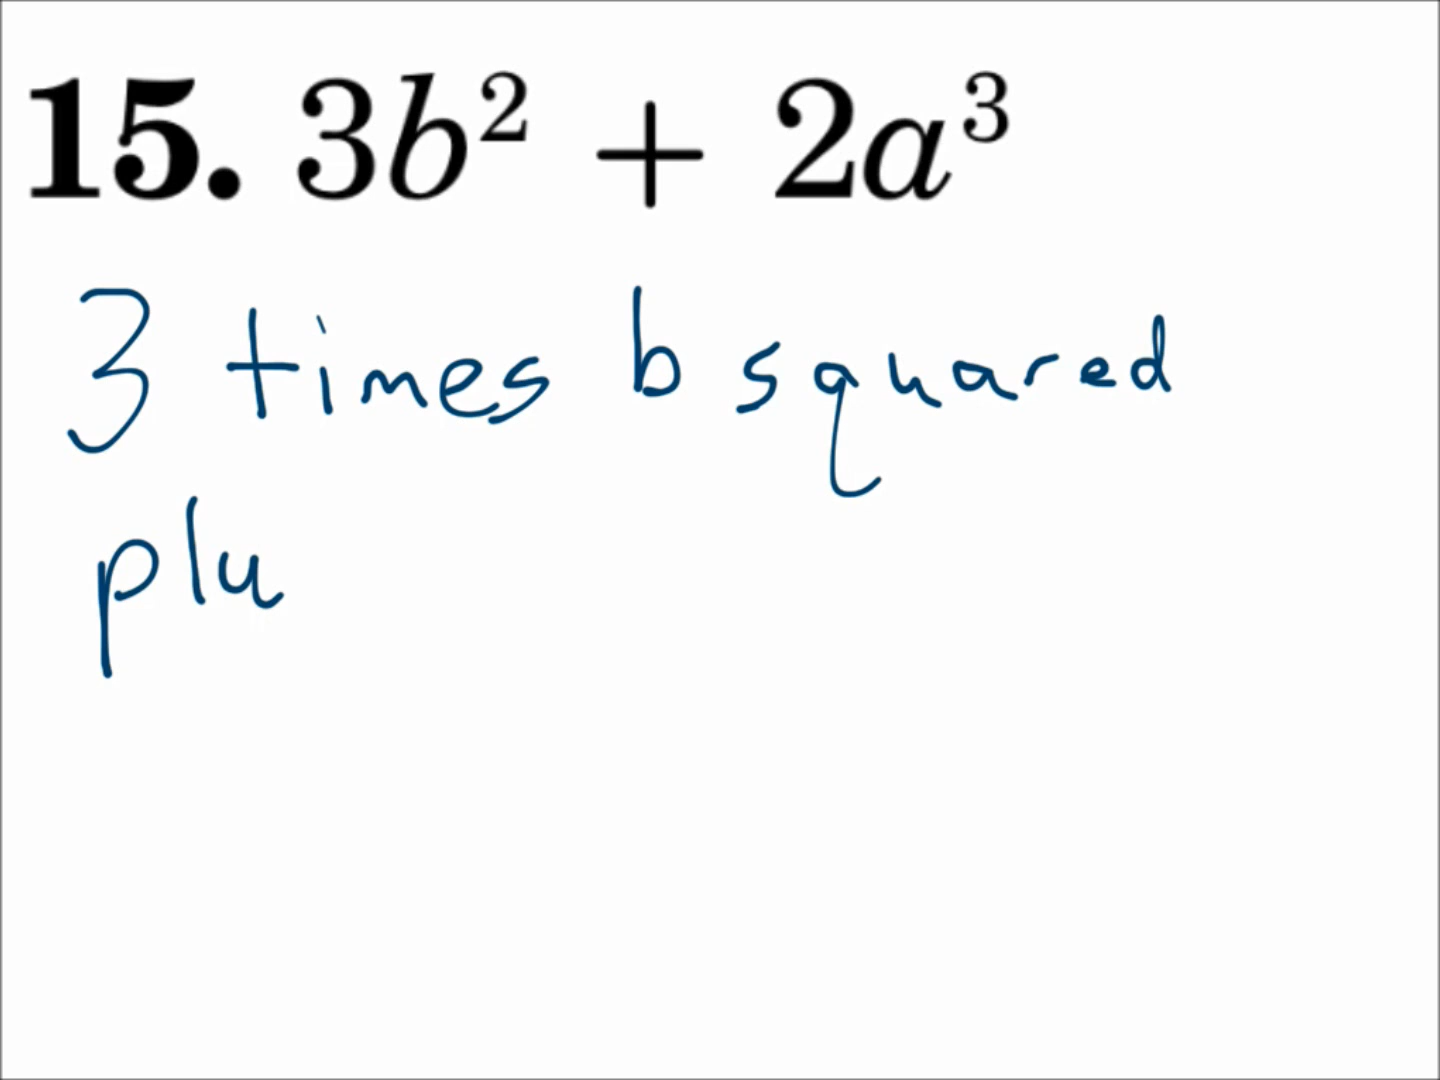 15. 3b² + 2a³
3 times b squared
plu